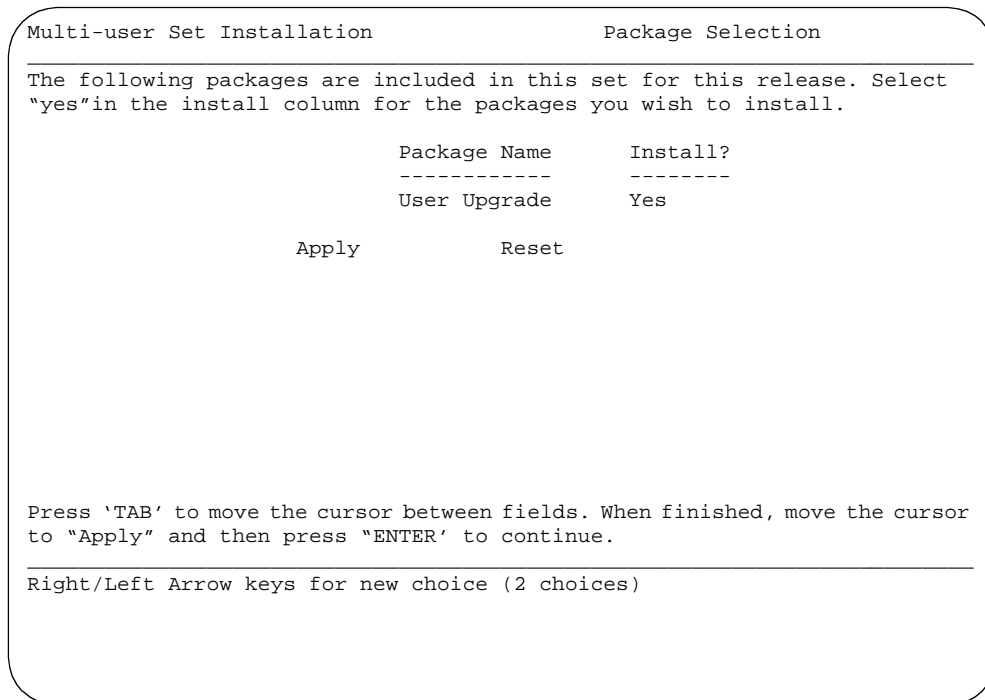 Multi-user Set Installation Package Selection
The following packages are included in this set for this release. Select
“yes”in the install column for the packages you wish to install.
Package Name Install?
------------ --------
User Upgrade Yes
Apply Reset
Press ‘TAB’ to move the cursor between fields. When finished, move the cursor
to “Apply” and then press “ENTER’ to continue.
Right/Left Arrow keys for new choice (2 choices)